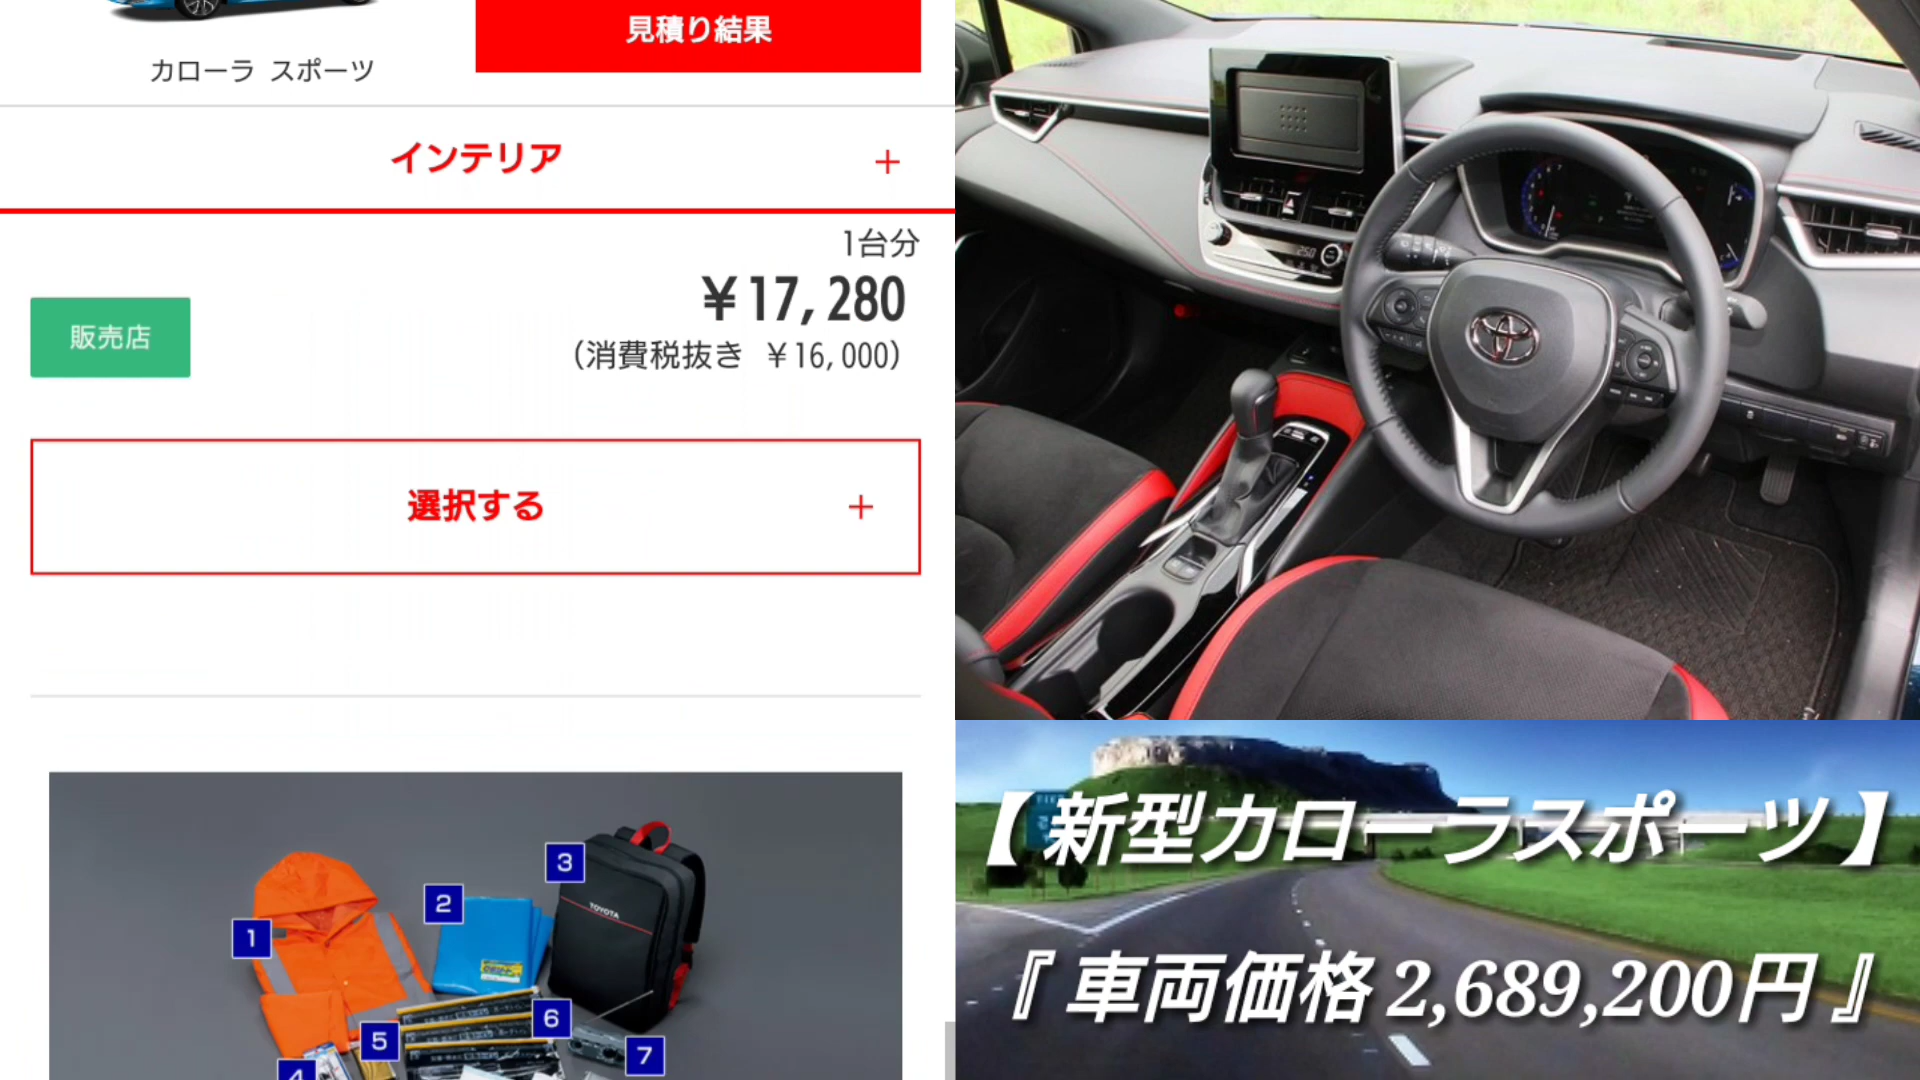 見積り結果
カローラ スポーツ
インテリア +
1台分
¥17,280
販売店
(消費税抜き ¥16,000)
選択する +
1
2
3
TOYOTA
4
5
6
7
【新型カローラスポーツ】
『車両価格2,689,200円』